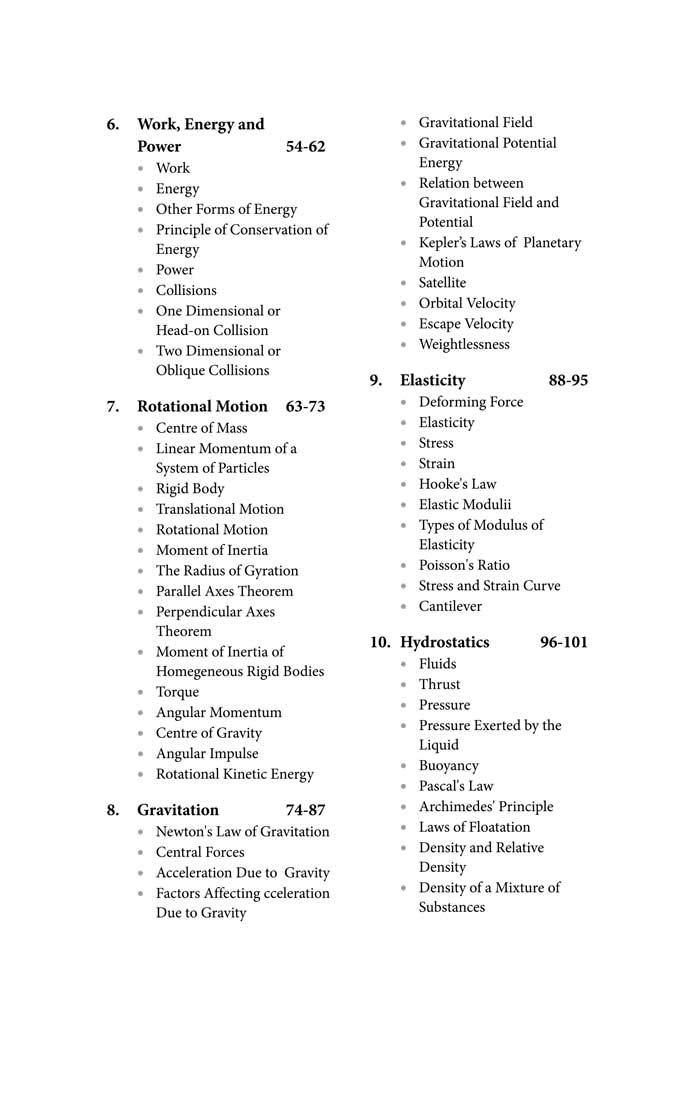 6. Work, Energy and
Power 54-62
• Work
• Energy
• Other Forms of Energy
• Principle of Conservation of
Energy
• Power
• Collisions
• One Dimensional or
Head-on Collision
• Two Dimensional or
Oblique Collisions
7. Rotational Motion 63-73
• Centre of Mass
• Linear Momentum of a
System of Particles
• Rigid Body
• Translational Motion
• Rotational Motion
• Moment of Inertia
• The Radius of Gyration
• Parallel Axes Theorem
• Perpendicular Axes
Theorem
• Moment of Inertia of
Homegeneous Rigid Bodies
• Torque
• Angular Momentum
• Centre of Gravity
• Angular Impulse
• Rotational Kinetic Energy
8. Gravitation 74-87
• Newton's Law of Gravitation
• Central Forces
• Acceleration Due to Gravity
• Factors Affecting cceleration
Due to Gravity
• Gravitational Field
• Gravitational Potential
Energy
• Relation between
Gravitational Field and
Potential
• Kepler’s Laws of Planetary
Motion
• Satellite
• Orbital Velocity
• Escape Velocity
• Weightlessness
9. Elasticity 88-95
• Deforming Force
• Elasticity
• Stress
• Strain
• Hooke's Law
• Elastic Modulii
• Types of Modulus of
Elasticity
• Poisson's Ratio
• Stress and Strain Curve
• Cantilever
10. Hydrostatics 96-101
• Fluids
• Thrust
• Pressure
• Pressure Exerted by the
Liquid
• Buoyancy
• Pascal's Law
• Archimedes' Principle
• Laws of Floatation
• Density and Relative
Density
• Density of a Mixture of
Substances